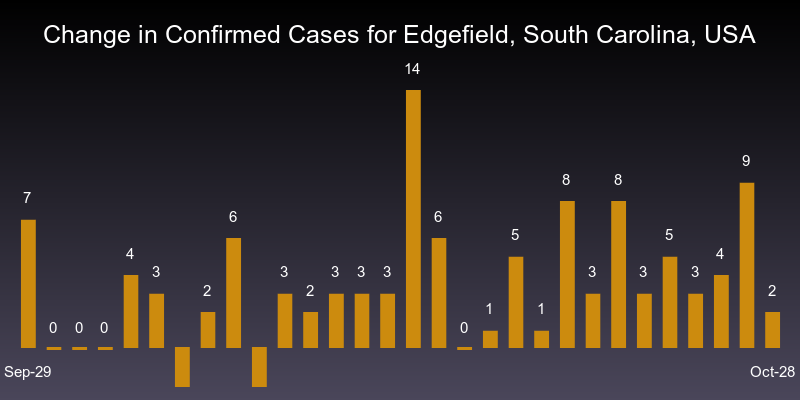 Change in Confirmed Cases for Edgefield, South Carolina, USA
14
9
8 8
7
6 6
5 5
4 4
3 3 3 3 3 3 3 3 3
2 2 2
1 1
0 0 0 0
Sep-29 Oct-28